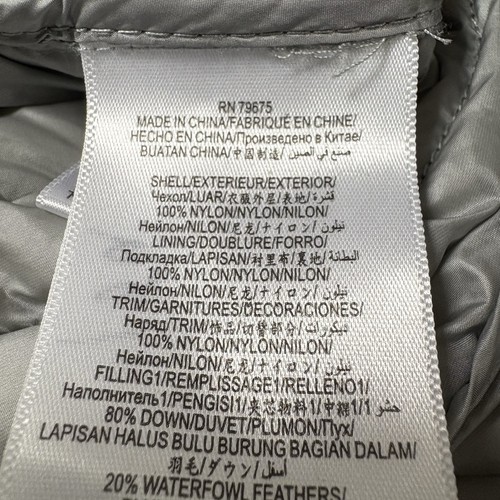 RN 79675
MADE IN CHINA/FABRIQUÉ EN CHINE/
HECHO EN CHINA/Произведено в Китае/
BUATAN CHINA/中国制造/صنع في الصين/
SHELL/EXTERIEUR/EXTERIOR/
Чехол/LUAR/衣服外层/表地/قشرة/
100% NYLON/NYLON/NILON/
Нейлон/NILON/尼龙/ナイロン/نيلون/
LINING/DOUBLURE/FORRO/
Подкладка/LAPISAN/衬里布/裏地/البطانة/
100% NYLON/NYLON/NILON/
Нейлон/NILON/尼龙/ナイロン/نيلون/
TRIM/GARNITURES/DECORACIONES/
Наряд/TRIM/饰品/切替部分/ديكورات/
100% NYLON/NYLON/NILON/
Нейлон/NILON/尼龙/ナイロン/نيلون/
FILLING1/REMPLISSAGE1/RELLENO1/
Наполнитель1/PENGISI1/夹芯物料1/中綿1/حشر 1/
80% DOWN/DUVET/PLUMON/Пух/
LAPISAN HALUS BULU BURUNG BAGIAN DALAM/
羽毛/ダウン/أسفل/
20% WATERFOWL FEATHERS/